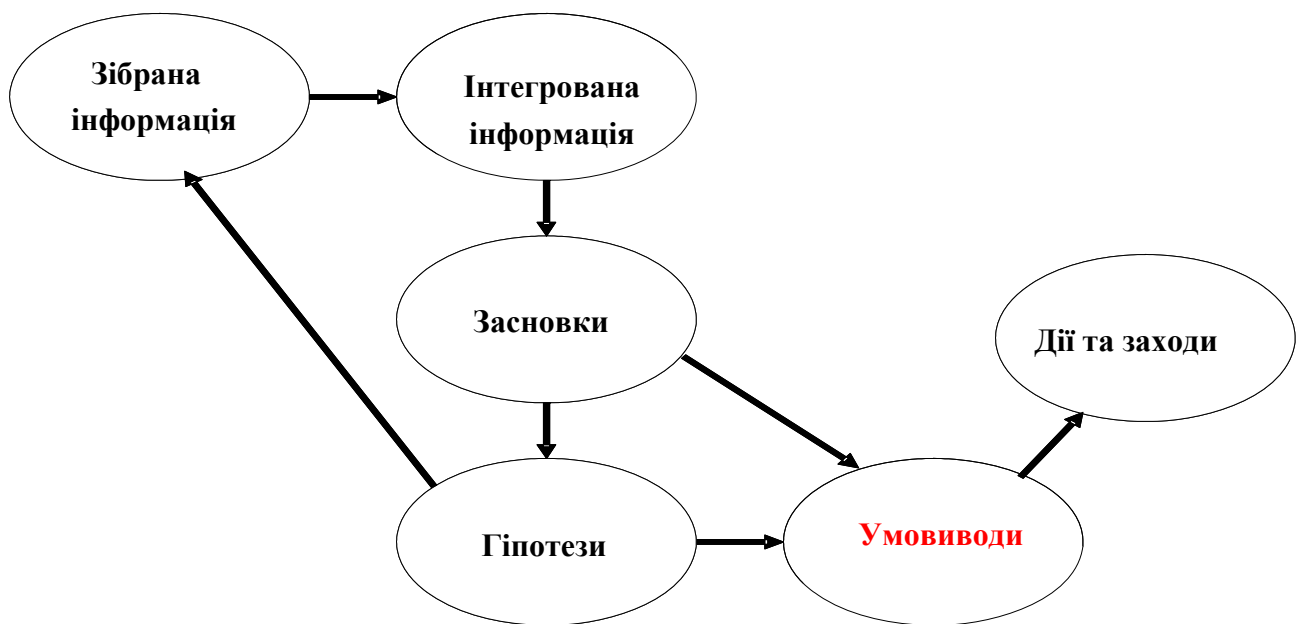 Зібрана
інформація
Інтегрована
інформація
Засновки
Дії та заходи
Гіпотези
Умовиводи